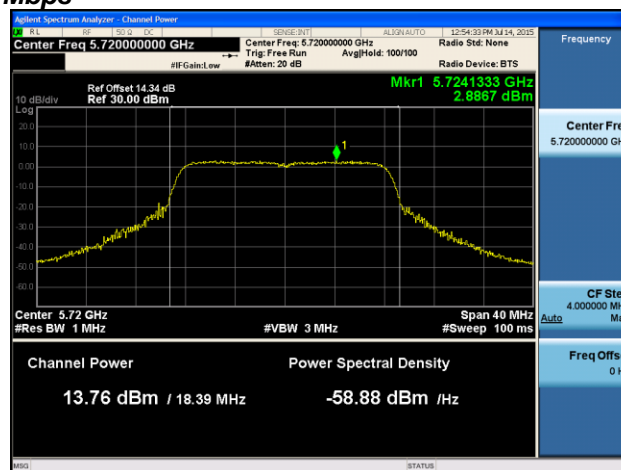 Mbps
Agilent Spectrum Analyzer - Channel Power
RL RF 50 Ω DC SENSE:INT ALIGN AUTO 12:54:33 PM Jul 14, 2015
Center Freq 5.720000000 GHz
Center Freq: 5.720000000 GHz
Radio Std: None
Trig: Free Run Avg|Hold: 100/100
#IFGain:Low #Atten: 20 dB Radio Device: BTS
Frequency
Ref Offset 14.34 dB
Mkr1 5.7241333 GHz
10 dB/div Ref 30.00 dBm 2.8867 dBm
Log
20.0
10.0
0.00
-10.0
-20.0
-30.0
-40.0
-50.0
-60.0
1
Center 5.72 GHz Span 40 MHz
#Res BW 1 MHz #VBW 3 MHz #Sweep 100 ms
Channel Power Power Spectral Density
13.76 dBm / 18.39 MHz -58.88 dBm /Hz
Center Fre
5.720000000 GH
CF Ste
4.000000 MH
Auto Ma
Freq Offs
0 H
MSG STATUS